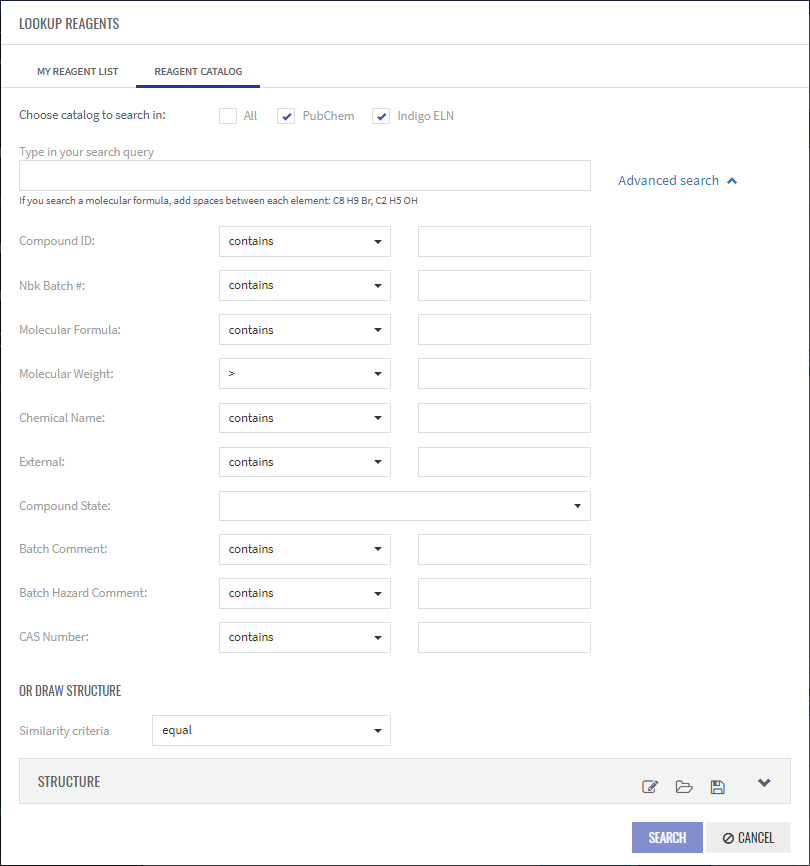 LOOKUP REAGENTS
MY REAGENT LIST REAGENT CATALOG
Choose catalog to search in: All PubChem Indigo ELN
Type in your search query
Advanced search
If you search a molecular formula, add spaces between each element: C8 H9 Br, C2 H5 OH
Compound ID: contains
Nbk Batch #: contains
Molecular Formula: contains
Molecular Weight: >
Chemical Name: contains
External: contains
Compound State:
Batch Comment: contains
Batch Hazard Comment: contains
CAS Number: contains
OR DRAW STRUCTURE
Similarity criteria equal
STRUCTURE
SEARCH CANCEL